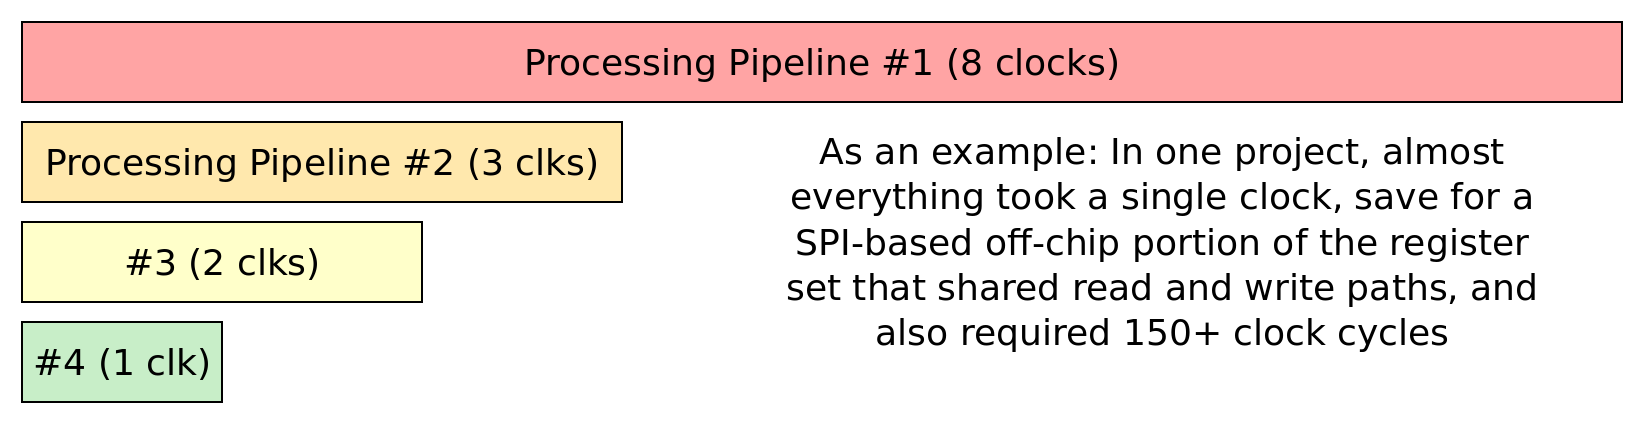 Processing Pipeline #1 (8 clocks)
Processing Pipeline #2 (3 clks)
#3 (2 clks)
#4 (1 clk)
As an example: In one project, almost
everything took a single clock, save for a
SPI-based off-chip portion of the register
set that shared read and write paths, and
also required 150+ clock cycles